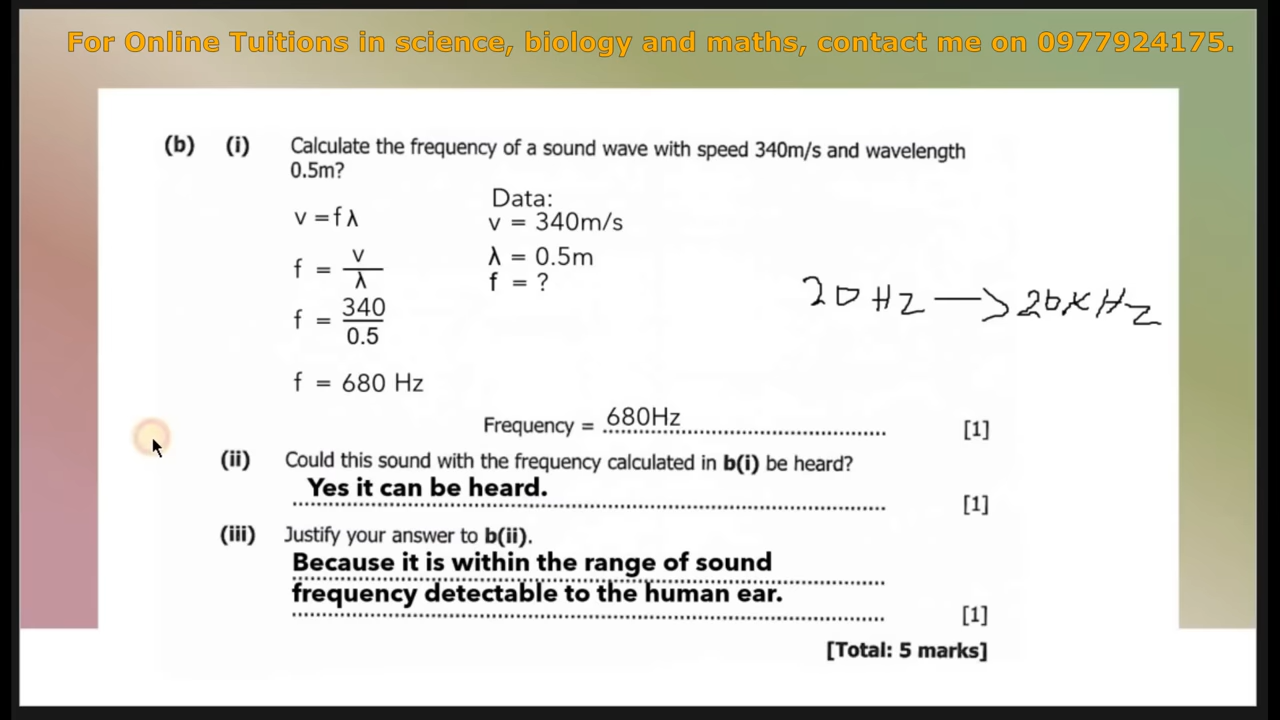 For Online Tuitions in science, biology and maths, contact me on 0977924175.
(b) (i) Calculate the frequency of a sound wave with speed 340m/s and wavelength
0.5m?
Data:
v = fλ
v = 340m/s
f = v/λ
λ = 0.5m
f = ?
20 Hz → 20KHz
f = 340/0.5
f = 680 Hz
Frequency = 680Hz [1]
(ii) Could this sound with the frequency calculated in b(i) be heard?
Yes it can be heard.
[1]
(iii) Justify your answer to b(ii).
Because it is within the range of sound
frequency detectable to the human ear.
[1]
[Total: 5 marks]